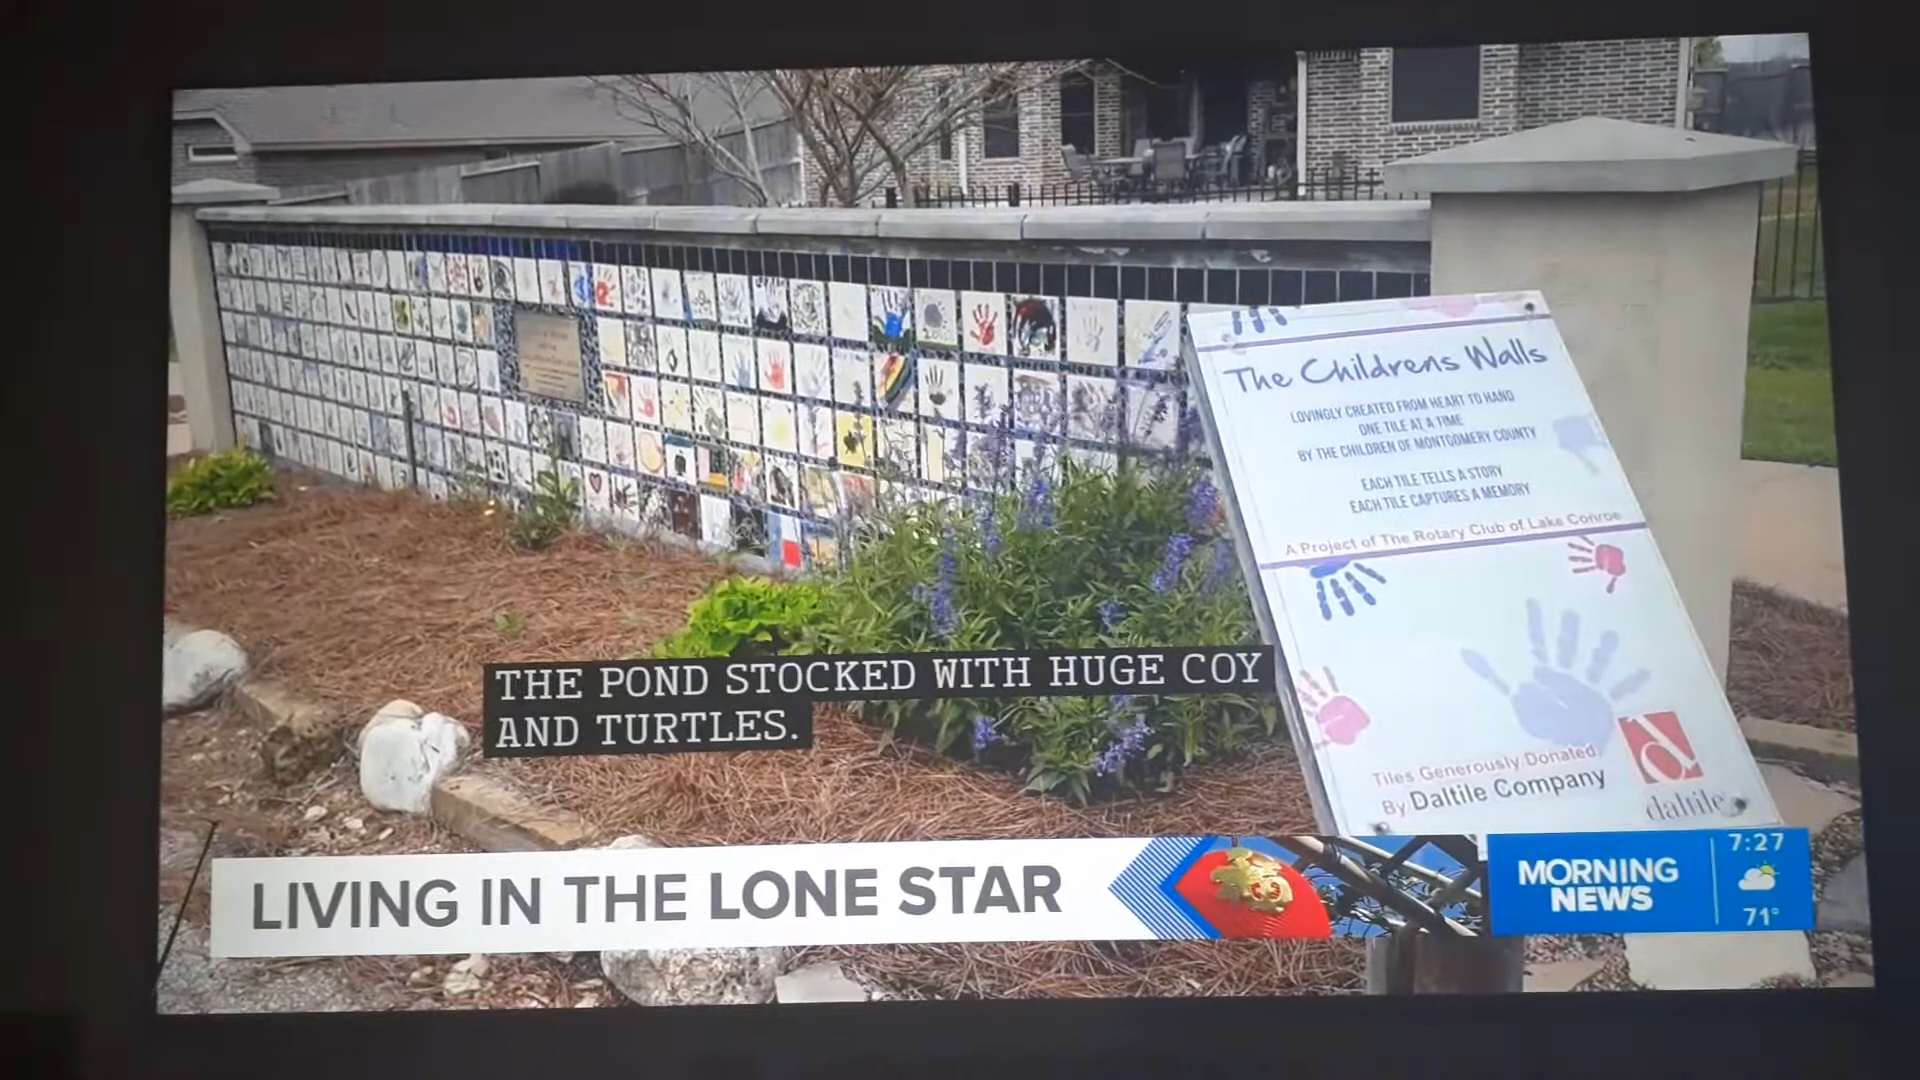 The Childrens Walls
LOVINGLY CREATED FROM HEART TO HAND
ONE TILE AT A TIME
BY THE CHILDREN OF MONTGOMERY COUNTY
EACH TILE TELLS A STORY
EACH TILE CAPTURES A MEMORY
A Project of The Rotary Club of Lake Conroe
Tiles Generously Donated
By Daltile Company
daltile
THE POND STOCKED WITH HUGE COY
AND TURTLES.
LIVING IN THE LONE STAR
MORNING
NEWS
7:27
71°